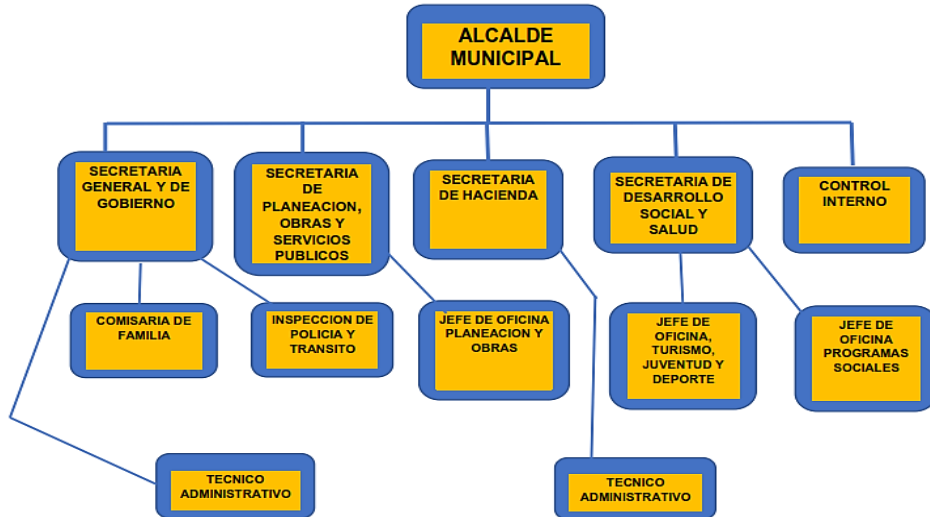 ALCALDE
MUNICIPAL
SECRETARIA
GENERAL Y DE
GOBIERNO
SECRETARIA
DE
PLANEACION,
OBRAS Y
SERVICIOS
PUBLICOS
SECRETARIA
DE HACIENDA
SECRETARIA DE
DESARROLLO
SOCIAL Y
SALUD
CONTROL
INTERNO
COMISARIA DE
FAMILIA
INSPECCION DE
POLICIA Y
TRANSITO
JEFE DE OFICINA
PLANEACION Y
OBRAS
JEFE DE
OFICINA,
TURISMO,
JUVENTUD Y
DEPORTE
JEFE DE
OFICINA
PROGRAMAS
SOCIALES
TECNICO
ADMINISTRATIVO
TECNICO
ADMINISTRATIVO